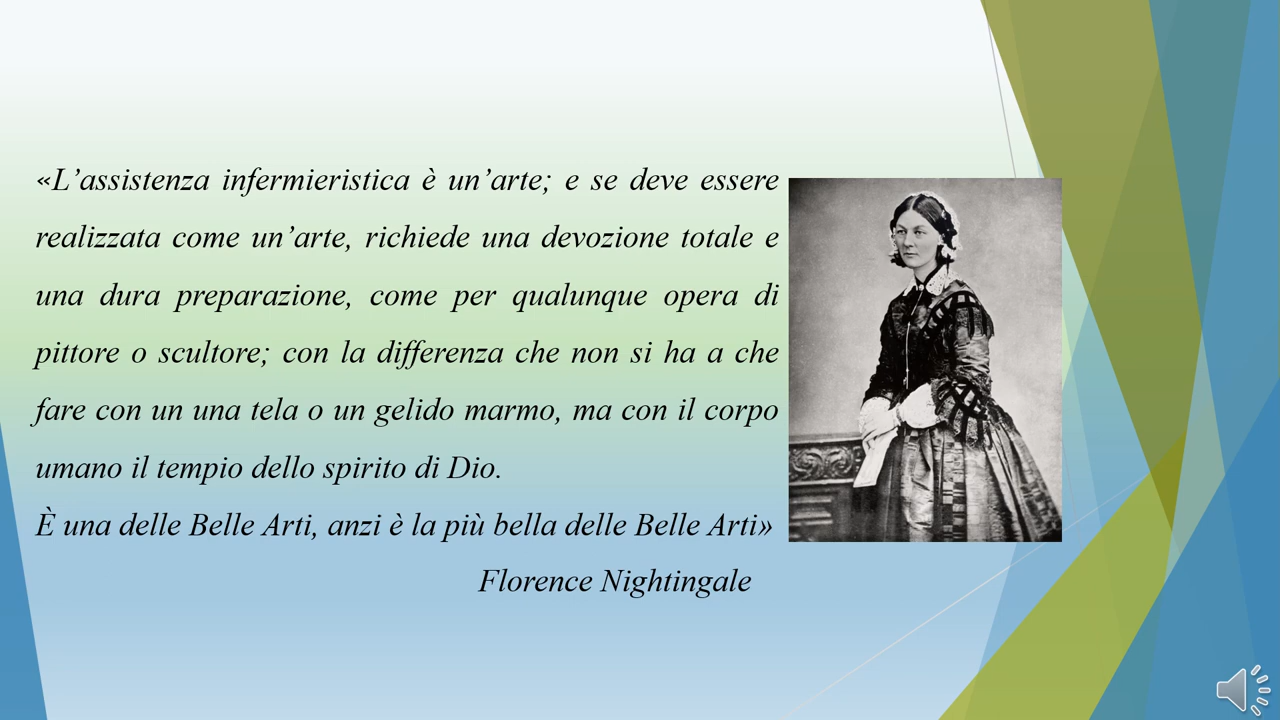 «L’assistenza infermieristica è un’arte; e se deve essere
realizzata come un’arte, richiede una devozione totale e
una dura preparazione, come per qualunque opera di
pittore o scultore; con la differenza che non si ha a che
fare con un una tela o un gelido marmo, ma con il corpo
umano il tempio dello spirito di Dio.
È una delle Belle Arti, anzi è la più bella delle Belle Arti»
Florence Nightingale